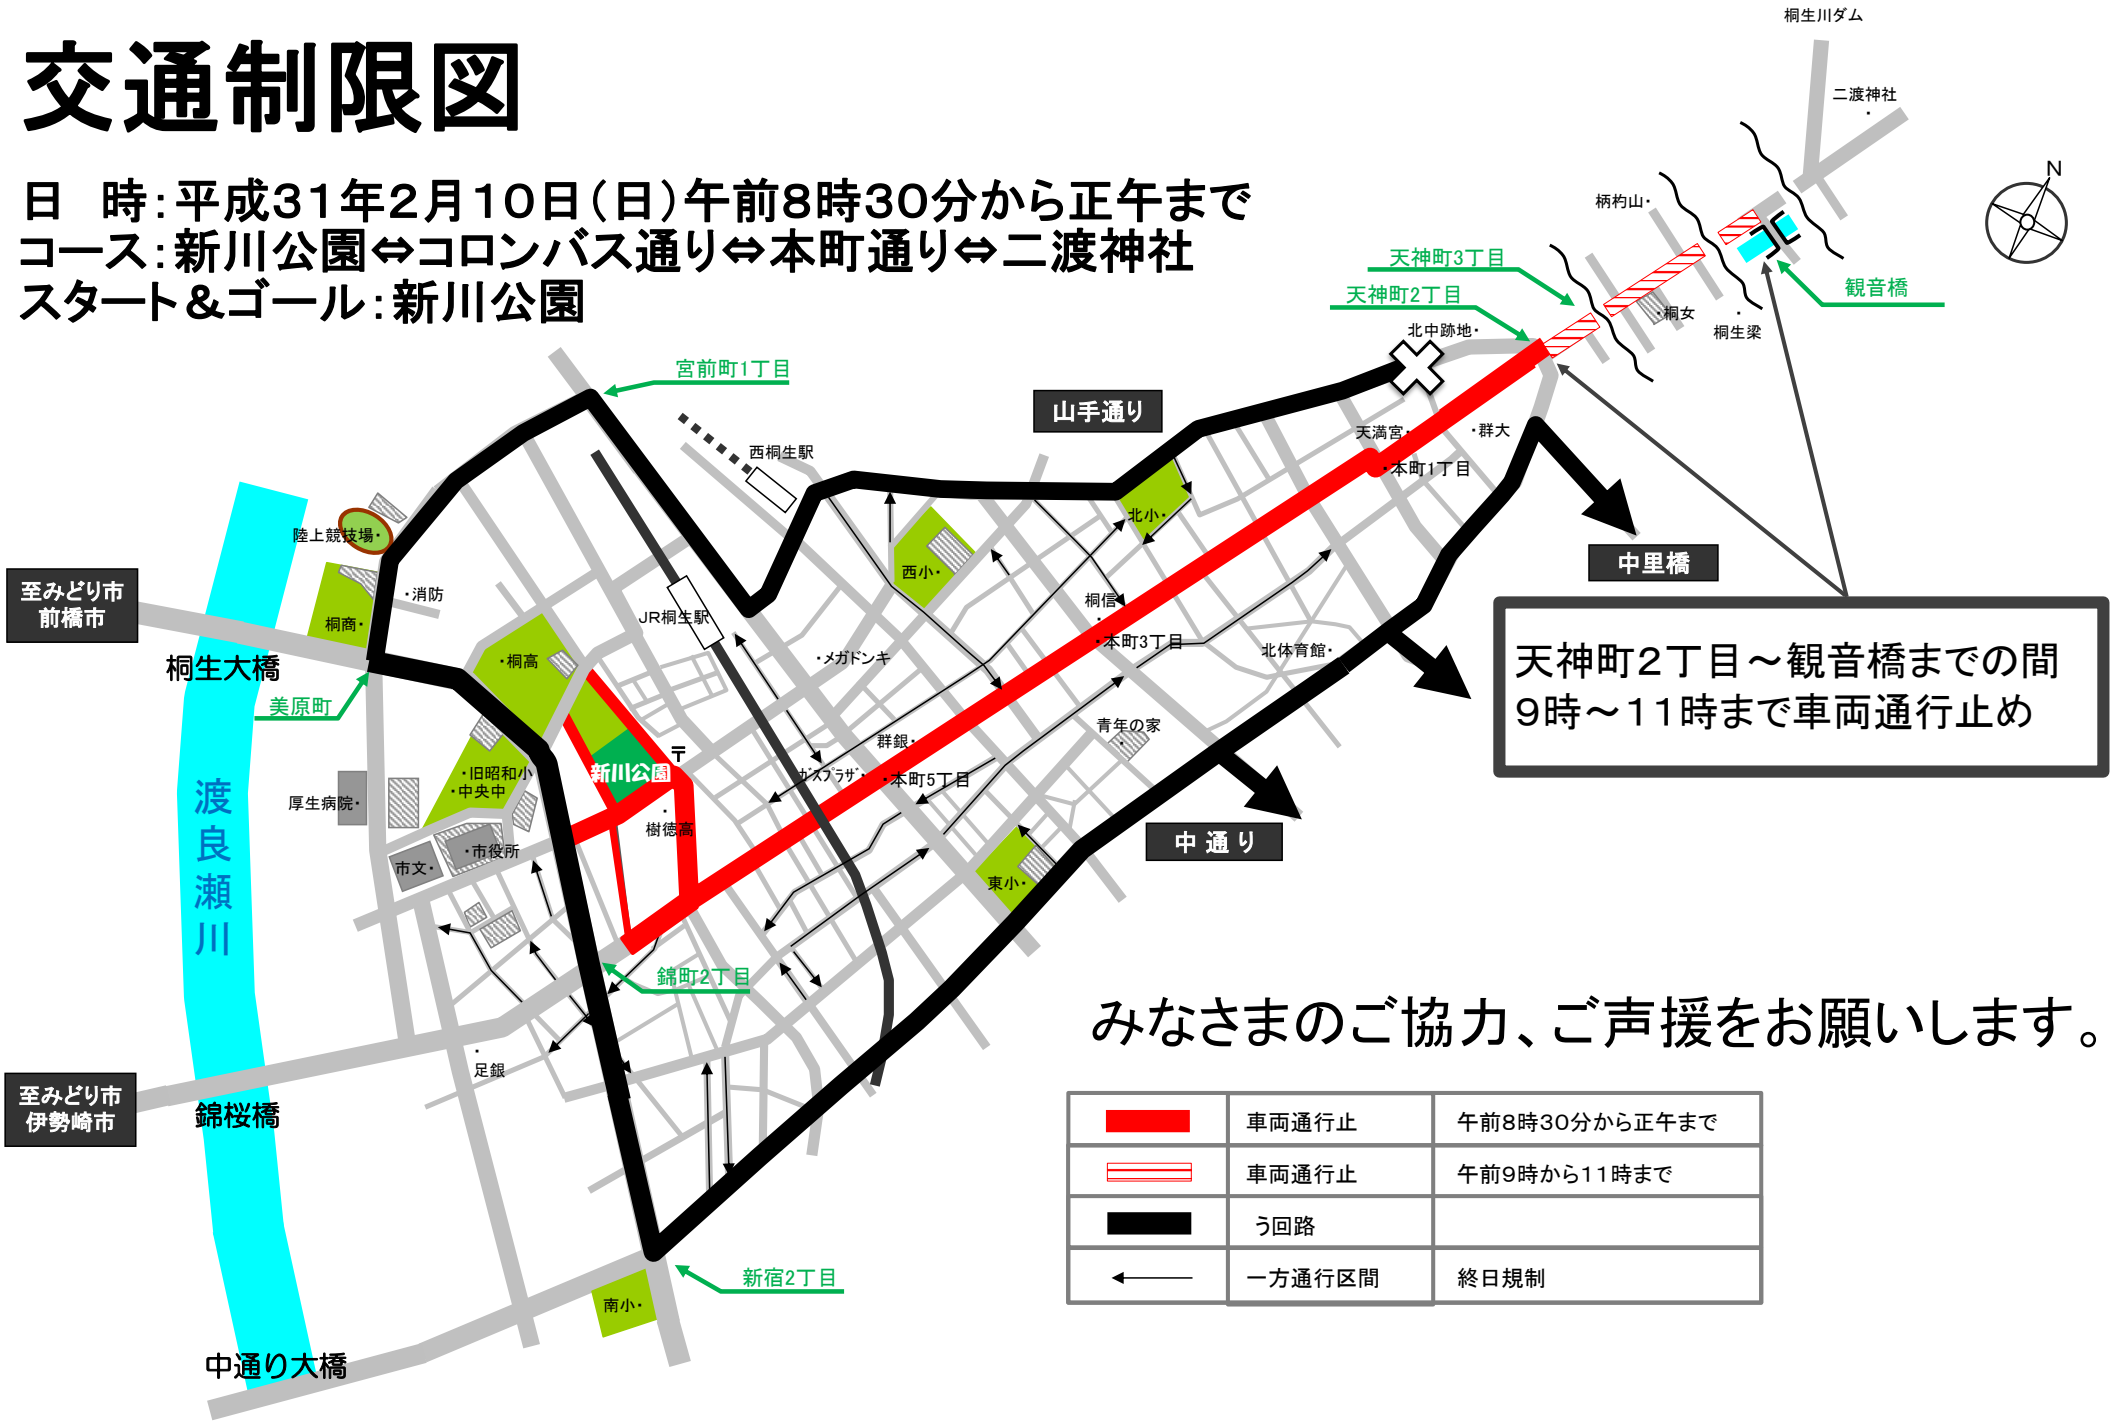 交通制限図
日　時：平成31年2月10日（日）午前8時30分から正午まで
コース：新川公園⇔コロンバス通り⇔本町通り⇔二渡神社
スタート＆ゴール：新川公園
桐生川ダム
二渡神社
N
柄杓山
天神町3丁目
天神町2丁目
観音橋
桐女
桐生梁
北中跡地
宮前町1丁目
山手通り
天満宮
群大
本町1丁目
西桐生駅
陸上競技場
北小
西小
中里橋
至みどり市
前橋市
消防
桐商
JR桐生駅
桐信
本町3丁目
北体育館
桐生大橋
桐高
メガドンキ
天神町2丁目～観音橋までの間
9時～11時まで車両通行止め
美原町
青年の家
群銀
〒
新川公園
ガスプラザ
本町5丁目
旧昭和小
中央中
厚生病院
樹徳高
中通り
渡良瀬川
市役所
市文
東小
錦町2丁目
みなさまのご協力、ご声援をお願いします。
足銀
至みどり市
伊勢崎市
錦桜橋
車両通行止 午前8時30分から正午まで
車両通行止 午前9時から11時まで
う回路
一方通行区間 終日規制
新宿2丁目
南小
中通り大橋